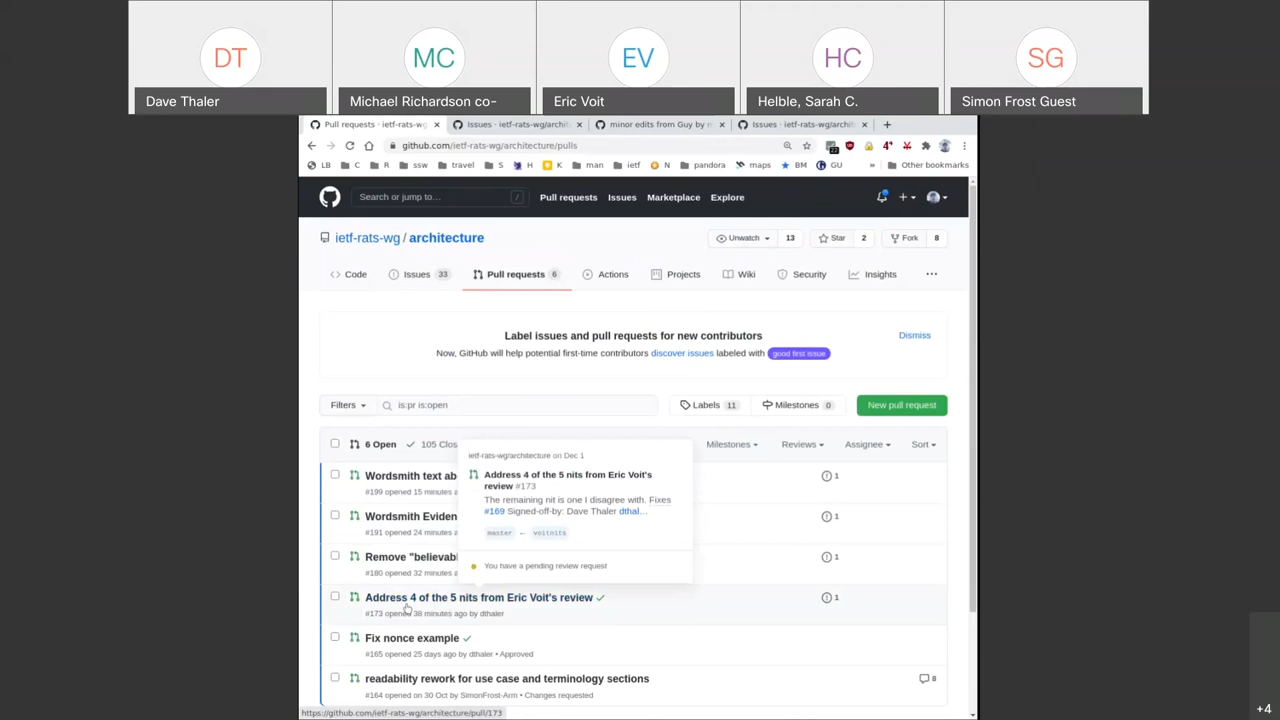 DT
MC
EV
HC
SG
Dave Thaler
Michael Richardson co-
Eric Voit
Helble, Sarah C.
Simon Frost Guest
Pull requests · ietf-rats-wg
Issues · ietf-rats-wg/archite
minor edits from Guy by m
Issues · ietf-rats-wg/archite
github.com/ietf-rats-wg/architecture/pulls
LB
C
R
ssw
travel
S
H
K
man
ietf
N
pandora
maps
BM
GU
»
Other bookmarks
Search or jump to...
/
Pull requests
Issues
Marketplace
Explore
ietf-rats-wg / architecture
Unwatch
13
Star
2
Fork
8
Code
Issues 33
Pull requests 6
Actions
Projects
Wiki
Security
Insights
Label issues and pull requests for new contributors
Dismiss
Now, GitHub will help potential first-time contributors discover issues labeled with good first issue
Filters
is:pr is:open
Labels 11
Milestones 0
New pull request
6 Open
105 Clos
Milestones
Reviews
Assignee
Sort
ietf-rats-wg/architecture on Dec 1
Address 4 of the 5 nits from Eric Voit's
review #173
The remaining nit is one I disagree with. Fixes
#169 Signed-off-by: Dave Thaler dthal...
master ← voitnits
You have a pending review request
Wordsmith text ab
1
#199 opened 15 minutes a
Wordsmith Eviden
1
#191 opened 24 minutes a
Remove "believab
1
#180 opened 32 minutes a
Address 4 of the 5 nits from Eric Voit's review
1
#173 opened 38 minutes ago by dthaler
Fix nonce example
#165 opened 25 days ago by dthaler • Approved
readability rework for use case and terminology sections
8
#164 opened on 30 Oct by SimonFrost-Arm • Changes requested
https://github.com/ietf-rats-wg/architecture/pull/173
+4